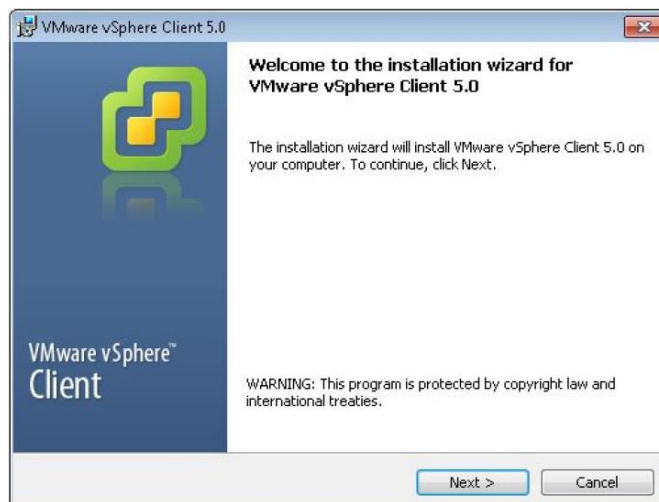 VMware vSphere Client 5.0
Welcome to the installation wizard for
VMware vSphere Client 5.0
The installation wizard will install VMware vSphere Client 5.0 on
your computer. To continue, click Next.
VMware vSphere™
Client
WARNING: This program is protected by copyright law and
international treaties.
Next >
Cancel